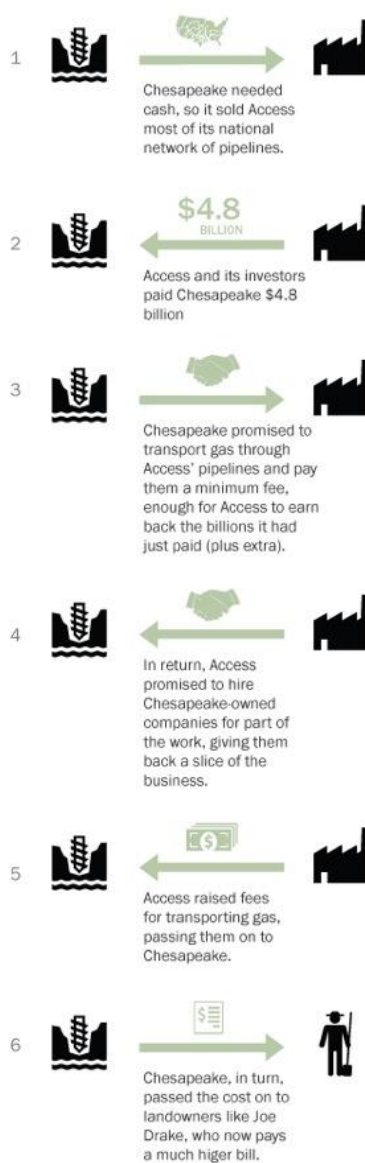 1
Chesapeake needed
cash, so it sold Access
most of its national
network of pipelines.
$4.8
BILLION
2
Access and its investors
paid Chesapeake $4.8
billion
3
Chesapeake promised to
transport gas through
Access' pipelines and pay
them a minimum fee,
enough for Access to earn
back the billions it had
just paid (plus extra).
4
In return, Access
promised to hire
Chesapeake-owned
companies for part of
the work, giving them
back a slice of the
business.
$
5
Access raised fees
for transporting gas,
passing them on to
Chesapeake.
$
6
Chesapeake, in turn,
passed the cost on to
landowners like Joe
Drake, who now pays
a much higer bill.